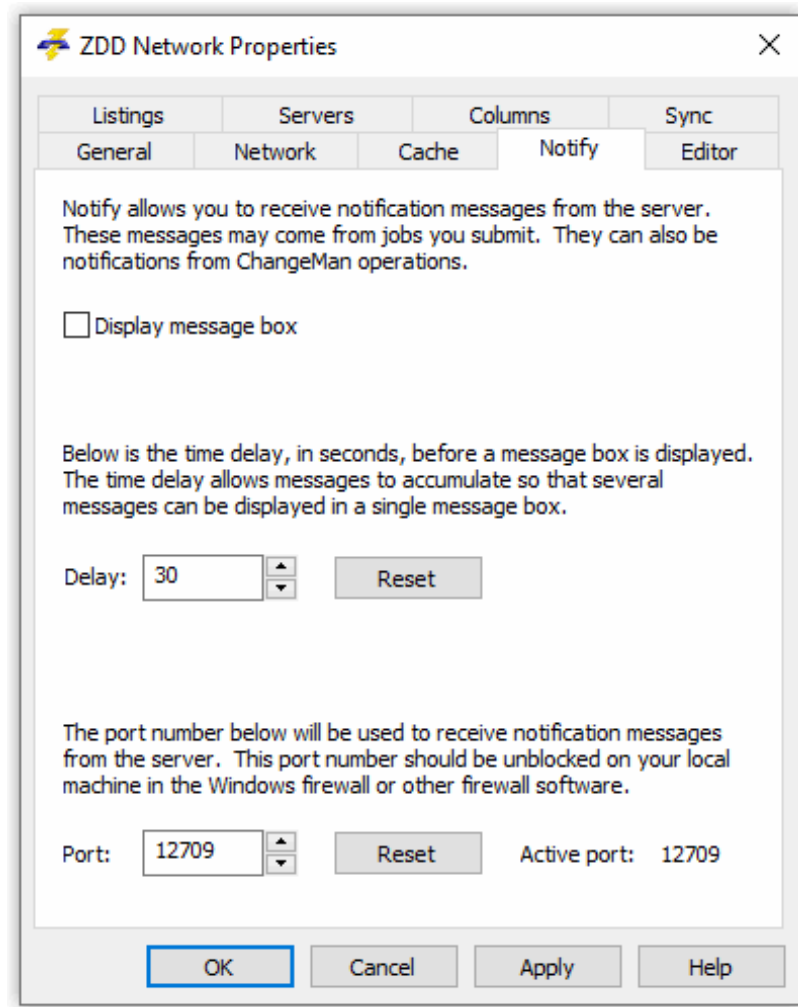 ZDD Network Properties
Listings Servers Columns Sync
General Network Cache Notify Editor
Notify allows you to receive notification messages from the server.
These messages may come from jobs you submit.  They can also be
notifications from ChangeMan operations.
Display message box
Below is the time delay, in seconds, before a message box is displayed.
The time delay allows messages to accumulate so that several
messages can be displayed in a single message box.
Delay: 30 Reset
The port number below will be used to receive notification messages
from the server.  This port number should be unblocked on your local
machine in the Windows firewall or other firewall software.
Port: 12709 Reset Active port: 12709
OK Cancel Apply Help